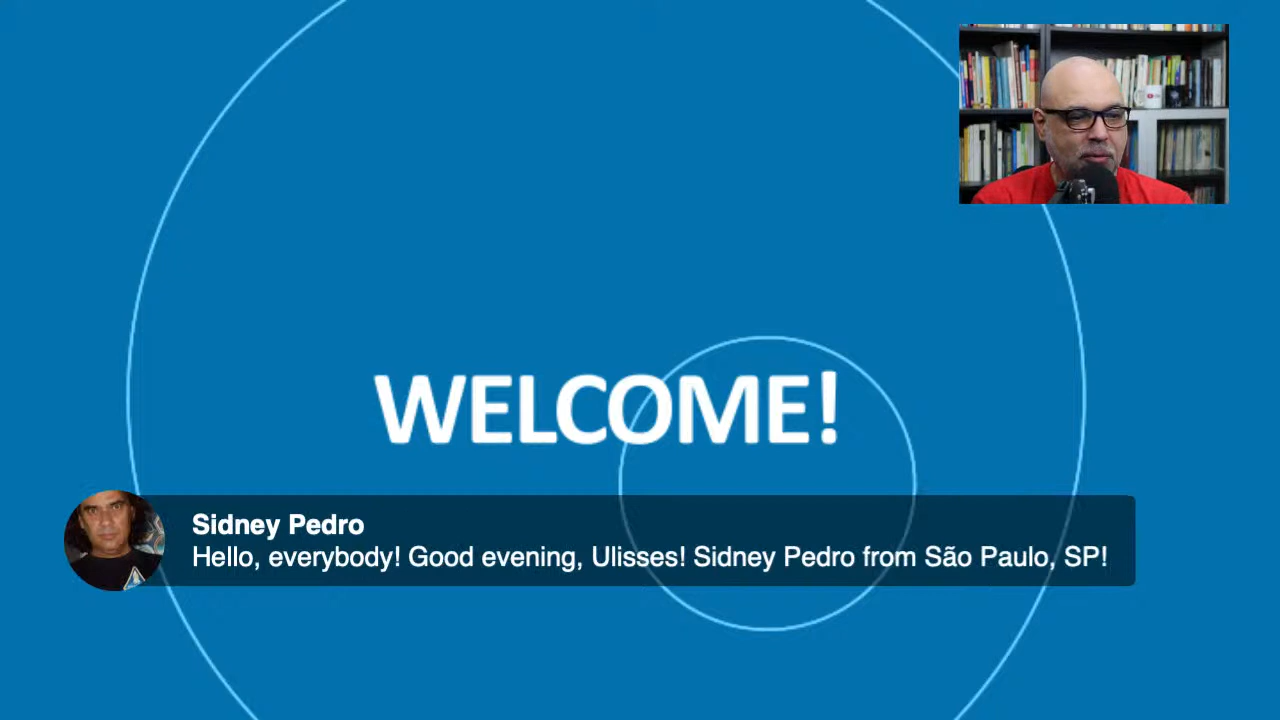 WELCOME!
Sidney Pedro
Hello, everybody! Good evening, Ulisses! Sidney Pedro from São Paulo, SP!